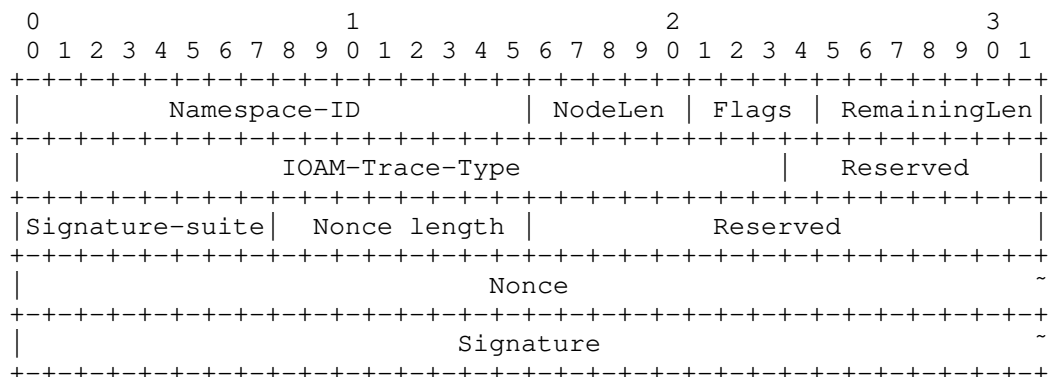 0                   1                   2                   3
 0 1 2 3 4 5 6 7 8 9 0 1 2 3 4 5 6 7 8 9 0 1 2 3 4 5 6 7 8 9 0 1
+-+-+-+-+-+-+-+-+-+-+-+-+-+-+-+-+-+-+-+-+-+-+-+-+-+-+-+-+-+-+-+-+
|        Namespace-ID           | NodeLen | Flags | RemainingLen|
+-+-+-+-+-+-+-+-+-+-+-+-+-+-+-+-+-+-+-+-+-+-+-+-+-+-+-+-+-+-+-+-+
|               IOAM-Trace-Type                 |   Reserved    |
+-+-+-+-+-+-+-+-+-+-+-+-+-+-+-+-+-+-+-+-+-+-+-+-+-+-+-+-+-+-+-+-+
|Signature-suite|  Nonce length |           Reserved            |
+-+-+-+-+-+-+-+-+-+-+-+-+-+-+-+-+-+-+-+-+-+-+-+-+-+-+-+-+-+-+-+-+
|                             Nonce                             ~
+-+-+-+-+-+-+-+-+-+-+-+-+-+-+-+-+-+-+-+-+-+-+-+-+-+-+-+-+-+-+-+-+
|                           Signature                           ~
+-+-+-+-+-+-+-+-+-+-+-+-+-+-+-+-+-+-+-+-+-+-+-+-+-+-+-+-+-+-+-+-+